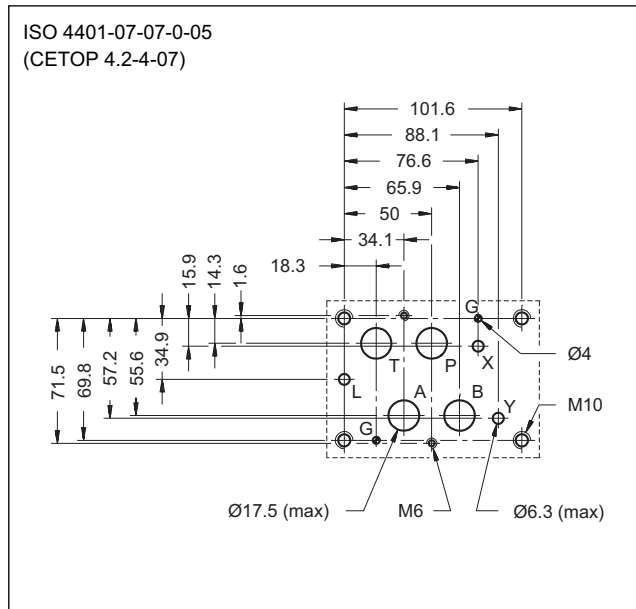 ISO 4401-07-07-0-05
(CETOP 4.2-4-07)
101.6
88.1
76.6
65.9
50
34.1
18.3
15.9
14.3
1.6
G
Ø4
T
P
X
71.5
69.8
57.2
55.6
34.9
L
A
B
Y
M10
G
Ø17.5 (max)
M6
Ø6.3 (max)